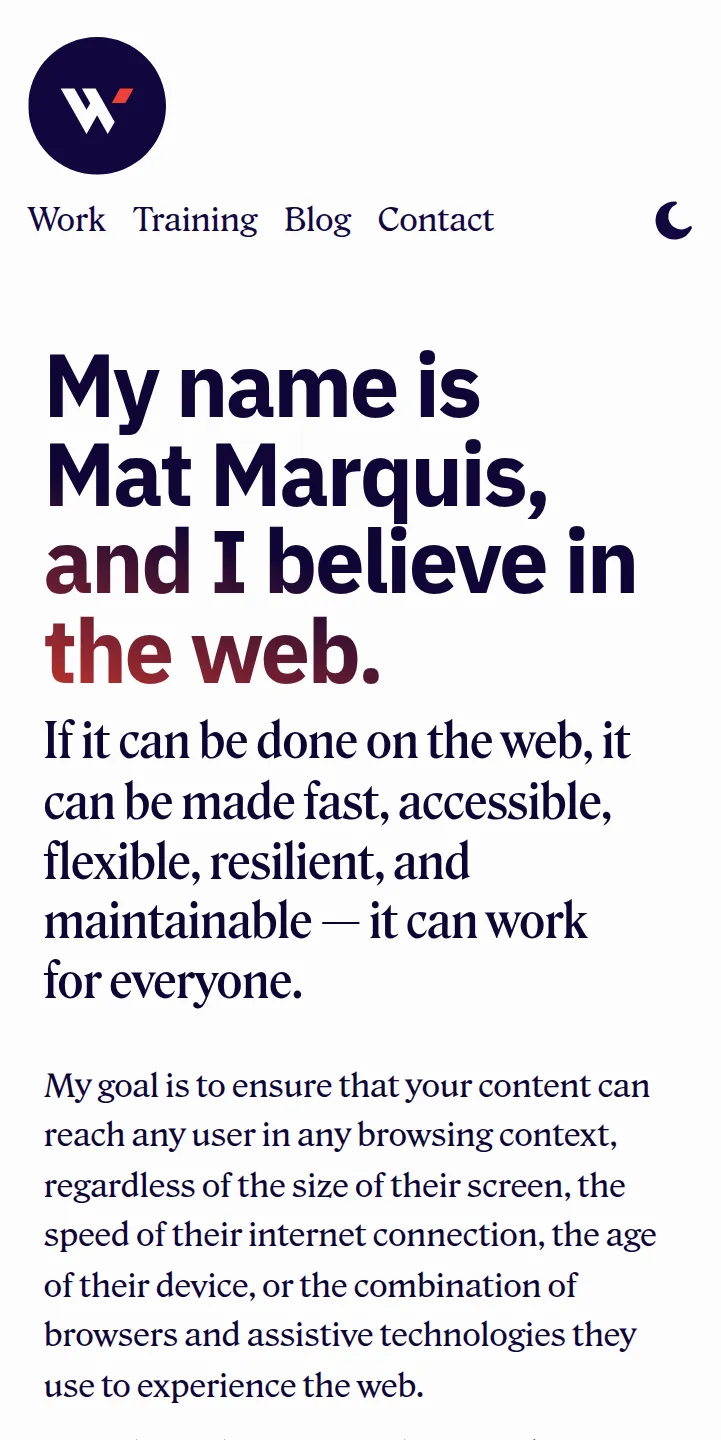 W
Work Training Blog Contact
My name is
Mat Marquis,
and I believe in
the web.
If it can be done on the web, it
can be made fast, accessible,
flexible, resilient, and
maintainable — it can work
for everyone.
My goal is to ensure that your content can
reach any user in any browsing context,
regardless of the size of their screen, the
speed of their internet connection, the age
of their device, or the combination of
browsers and assistive technologies they
use to experience the web.